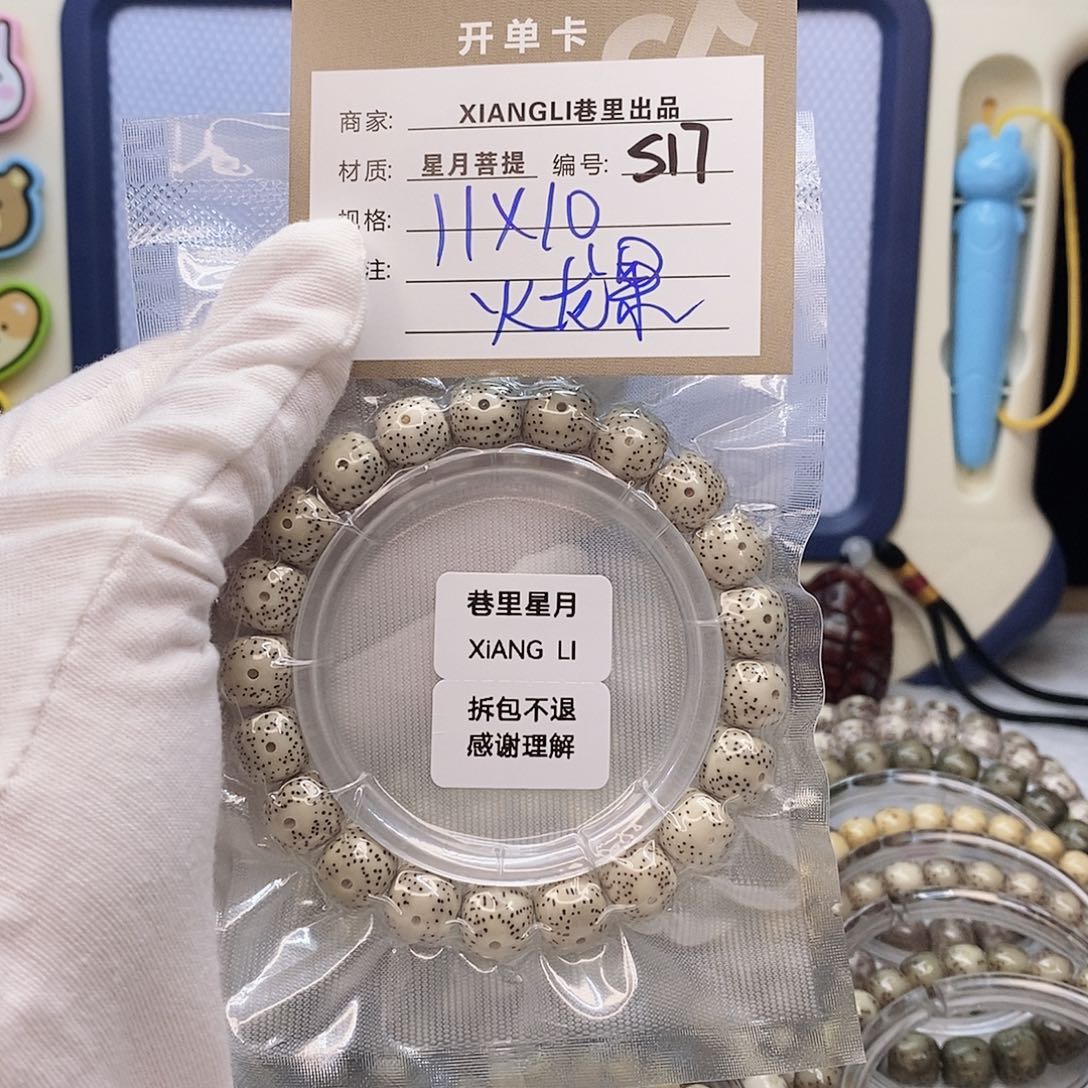 开单卡
商家: XIANGLI巷里出品
材质: 星月菩提 编号: S17
规格: 11X10
注:
火龙果
巷里星月
XiANG LI
拆包不退
感谢理解